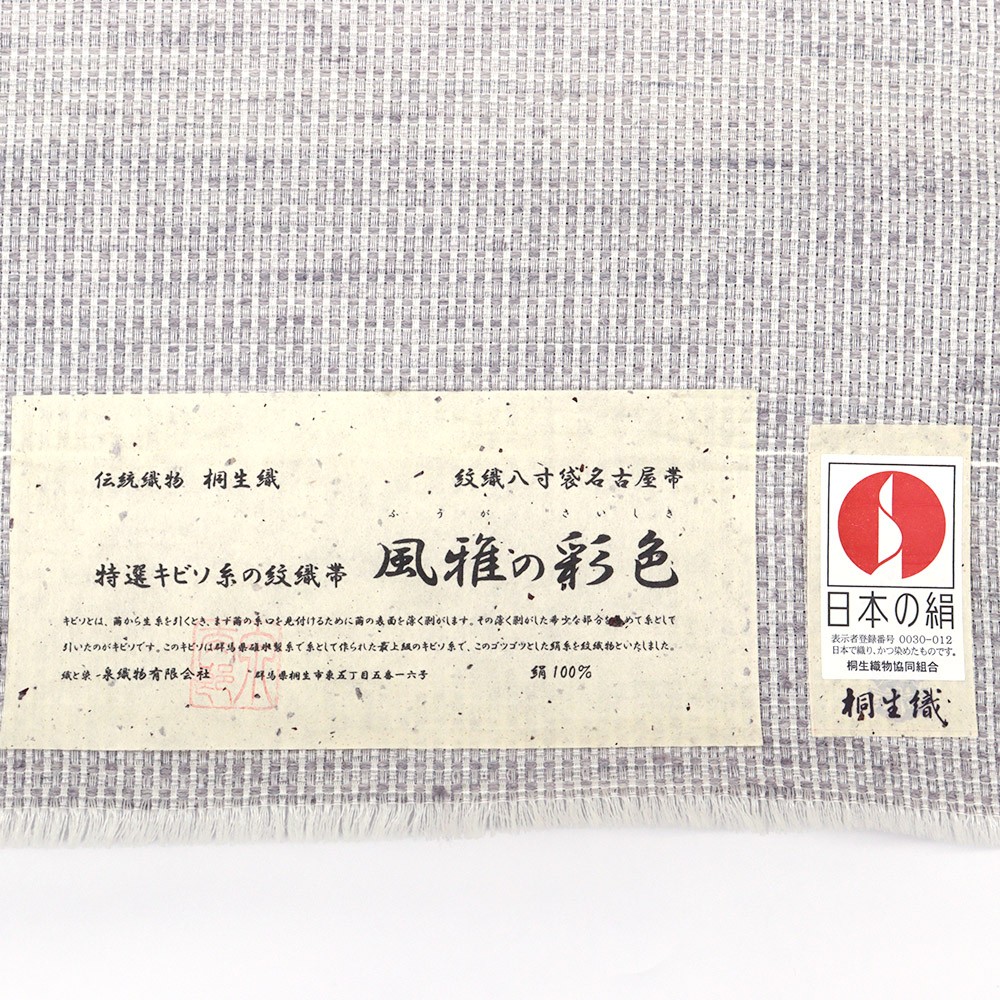 伝統織物 桐生織
紋織八寸袋名古屋帯
ふうが さいしき
特選キビソ糸の紋織帯 風雅の彩色
キビソとは、繭から生糸を引くとき、まず繭の糸口を見付けるために繭の表面を薄く剥がします。その薄く剥がした希少な部分を集めて糸として
引いたのがキビソです。このキビソは群馬県碓氷製糸で糸として作られた最上級のキビソ糸で、このゴツゴツとした絹糸を紋織物といたしました。
織と染 泉織物有限会社 群馬県桐生市東五丁目五番一六号 絹100%
日本の絹
表示者登録番号 0030-012
日本で織り、かつ染めたものです。
桐生織物協同組合
桐生織